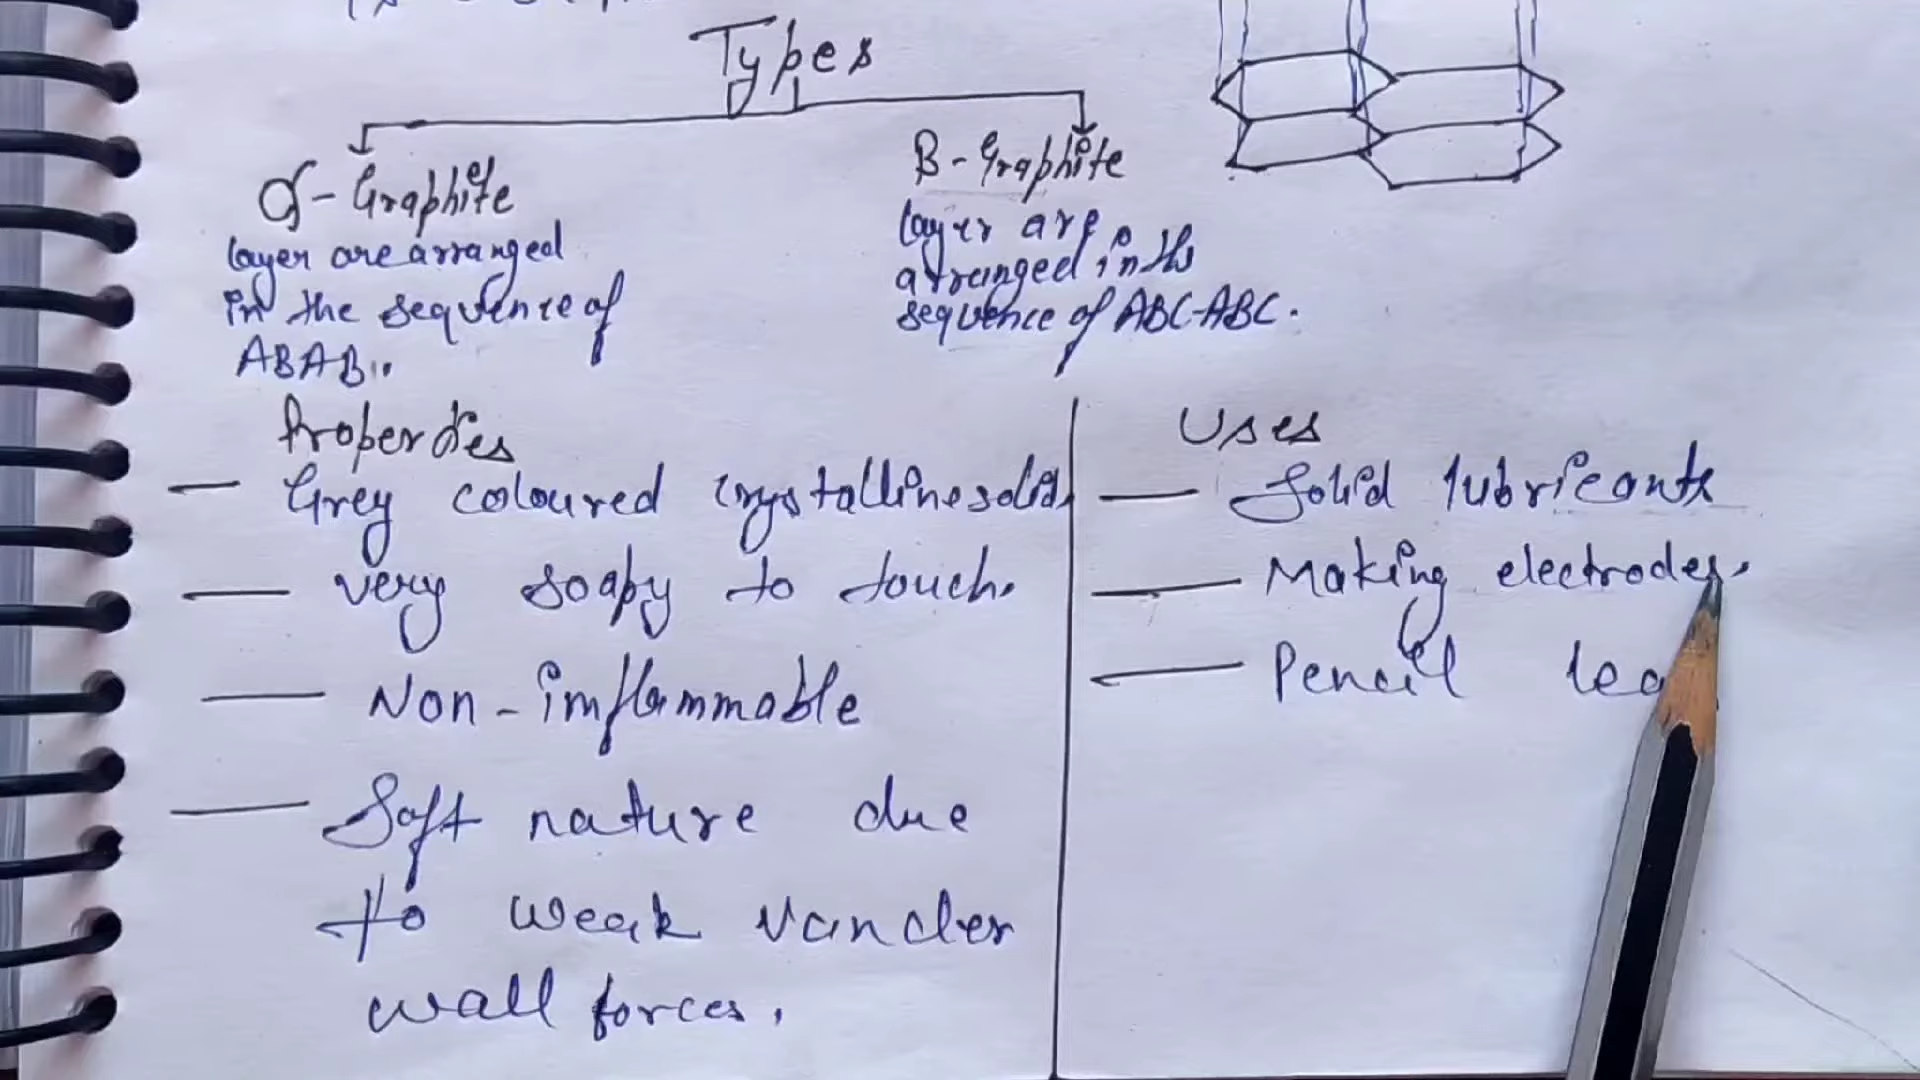 Types
α-Graphite
layer are arranged
in the sequence of
ABAB.
B-Graphite
layer are
arranged in the
sequence of ABC-ABC.
Properties
— Grey coloured crystalline solid
— very soapy to touch.
— Non-imflammable
— Soft nature due
to weak vander
wall forces.
Uses
— Solid lubricants
— Making electrodes.
— Pencil